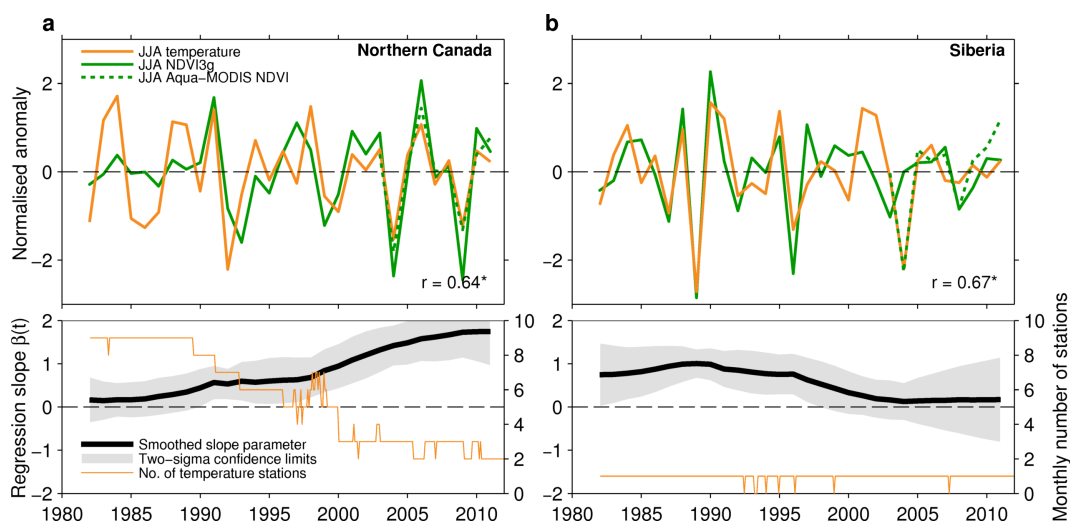 a
b
Northern Canada
Siberia
JJA temperature
JJA NDVI3g
JJA Aqua−MODIS NDVI
Normalised anomaly
2
0
−2
r = 0.64*
2
0
−2
r = 0.67*
Regression slope β(t)
2
1
0
−1
−2
10
8
6
4
2
0
Smoothed slope parameter
Two−sigma confidence limits
No. of temperature stations
2
1
0
−1
−2
10
8
6
4
2
0
Monthly number of stations
1980 1985 1990 1995 2000 2005 2010
1980 1985 1990 1995 2000 2005 2010